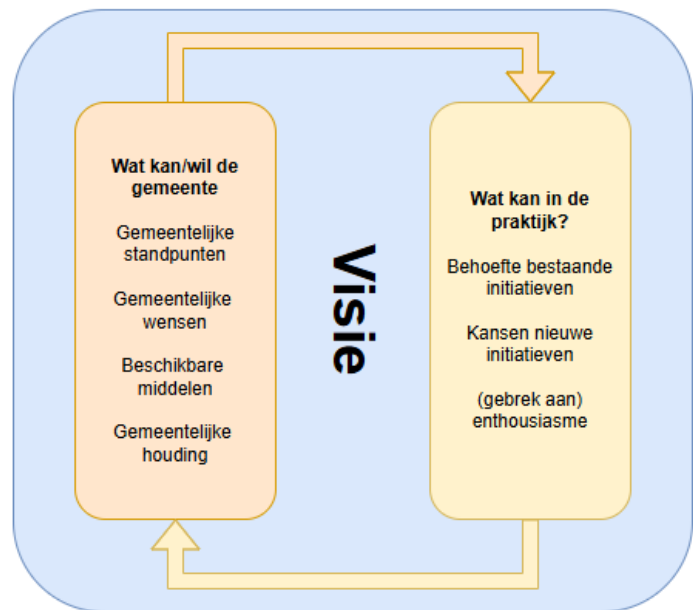 Wat kan/wil de
gemeente
Gemeentelijke
standpunten
Gemeentelijke
wensen
Beschikbare
middelen
Gemeentelijke
houding
Visie
Wat kan in de
praktijk?
Behoefte bestaande
initiatieven
Kansen nieuwe
initiatieven
(gebrek aan)
enthousiasme